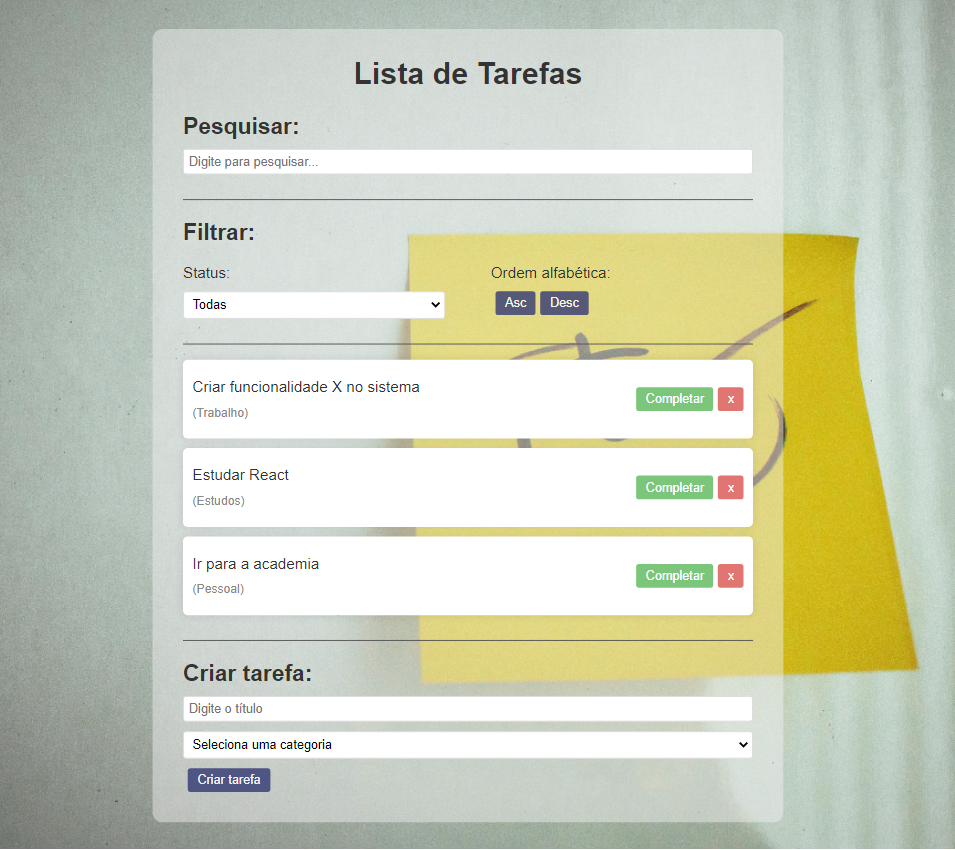 Lista de Tarefas
Pesquisar:
Digite para pesquisar...
Filtrar:
Status:
Ordem alfabética:
Todas
Asc Desc
Criar funcionalidade X no sistema
(Trabalho)
Completar x
Estudar React
(Estudos)
Completar x
Ir para a academia
(Pessoal)
Completar x
Criar tarefa:
Digite o título
Seleciona uma categoria
Criar tarefa